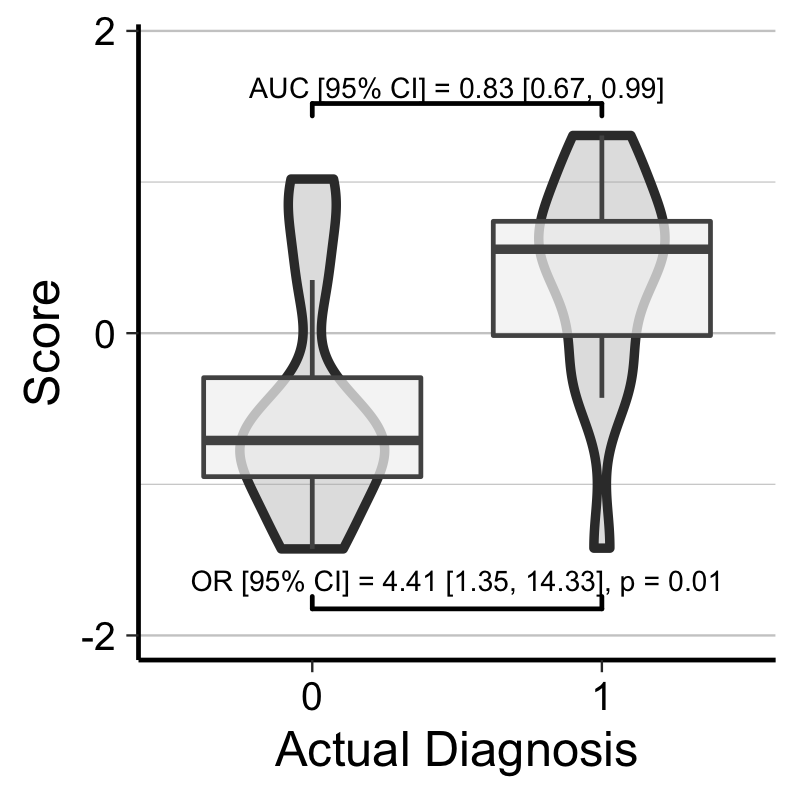 2
AUC [95% CI] = 0.83 [0.67, 0.99]
0
Score
OR [95% CI] = 4.41 [1.35, 14.33], p = 0.01
-2
0 1
Actual Diagnosis